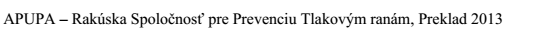 APUPA – Rakúska Spoločnosť pre Prevenciu Tlakovým ranám, Preklad 2013